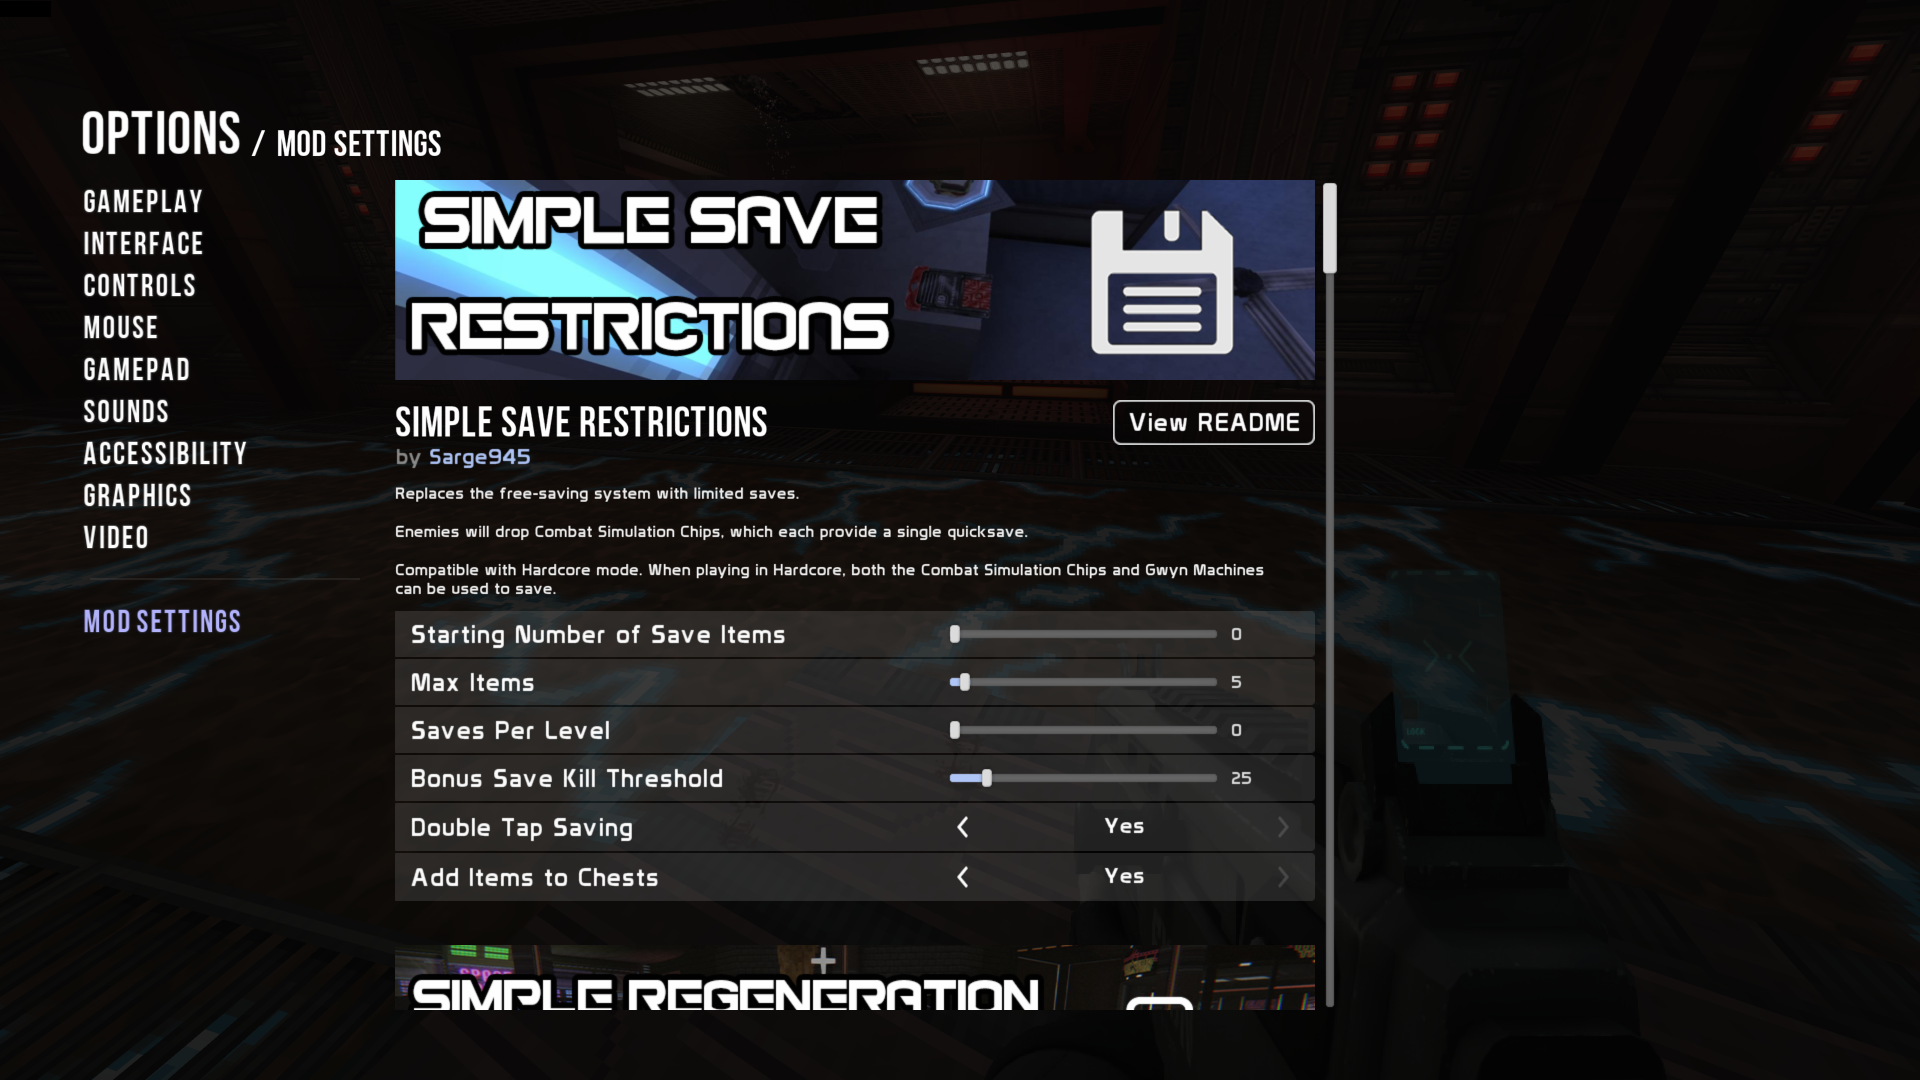 OPTIONS / MOD SETTINGS
GAMEPLAY
INTERFACE
CONTROLS
MOUSE
GAMEPAD
SOUNDS
ACCESSIBILITY
GRAPHICS
VIDEO
MOD SETTINGS
SIMPLE SAVE
RESTRICTIONS
SIMPLE SAVE RESTRICTIONS
View README
by Sarge945
Replaces the free-saving system with limited saves.
Enemies will drop Combat Simulation Chips, which each provide a single quicksave.
Compatible with Hardcore mode. When playing in Hardcore, both the Combat Simulation Chips and Gwyn Machines
can be used to save.
Starting Number of Save Items 0
Max Items 5
Saves Per Level 0
Bonus Save Kill Threshold 25
Double Tap Saving Yes
Add Items to Chests Yes
SIMPLE REGENERATION